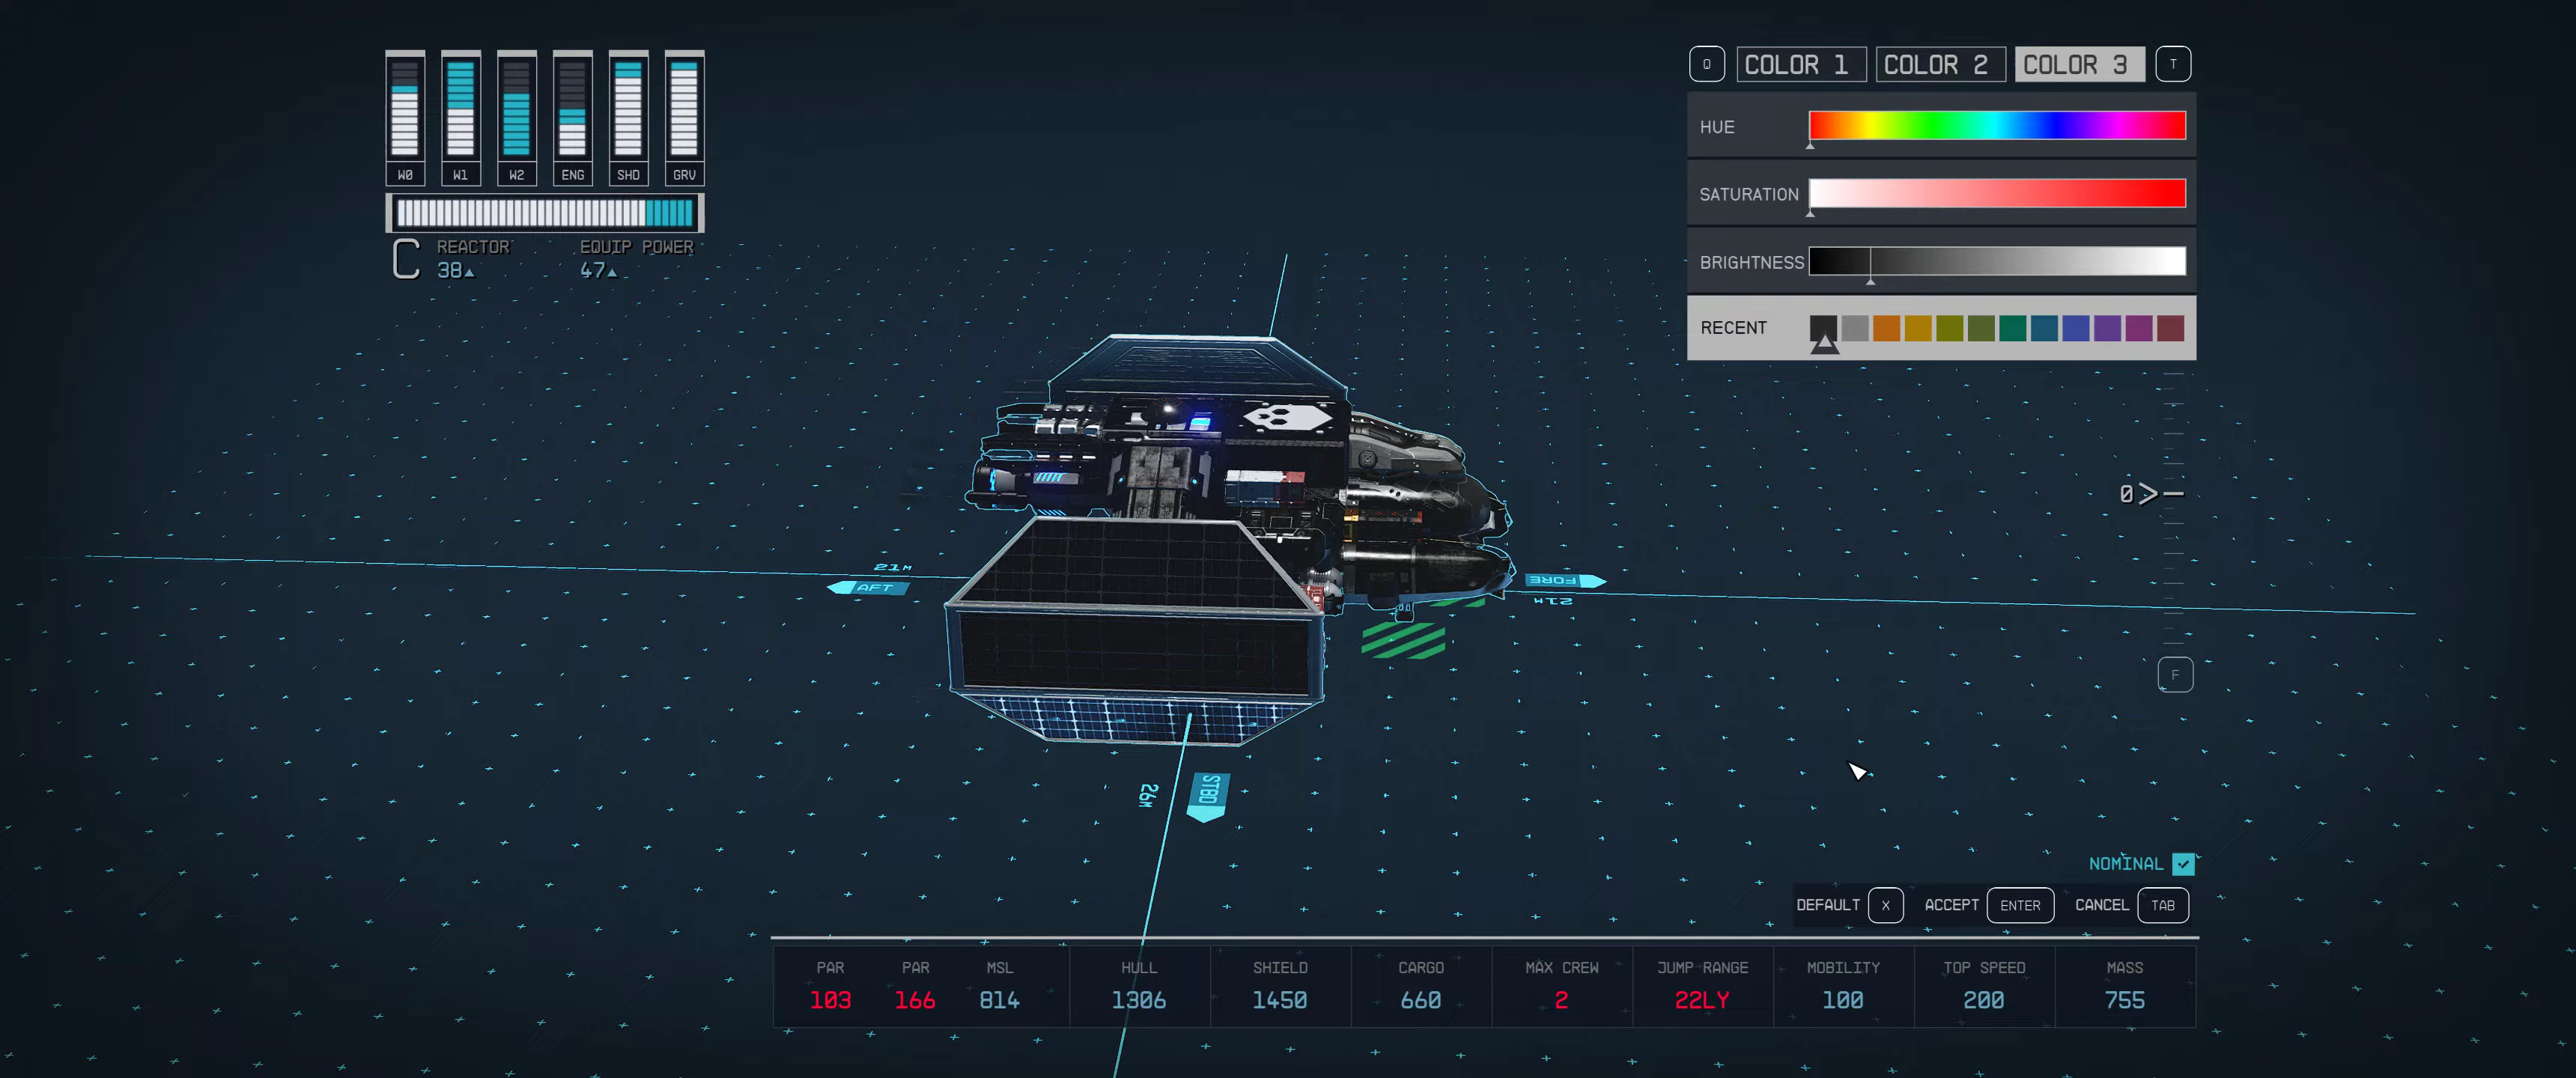 W0 W1 W2 ENG SHD GRV
C REACTOR EQUIP POWER
38 47
Q COLOR 1 COLOR 2 COLOR 3 T
HUE
SATURATION
BRIGHTNESS
RECENT
0
F
21M
AFT
FORE
21M
STBD
26M
NOMINAL
DEFAULT X ACCEPT ENTER CANCEL TAB
PAR PAR MSL HULL SHIELD CARGO MAX CREW JUMP RANGE MOBILITY TOP SPEED MASS
103 166 814 1306 1450 660 2 22LY 100 200 755